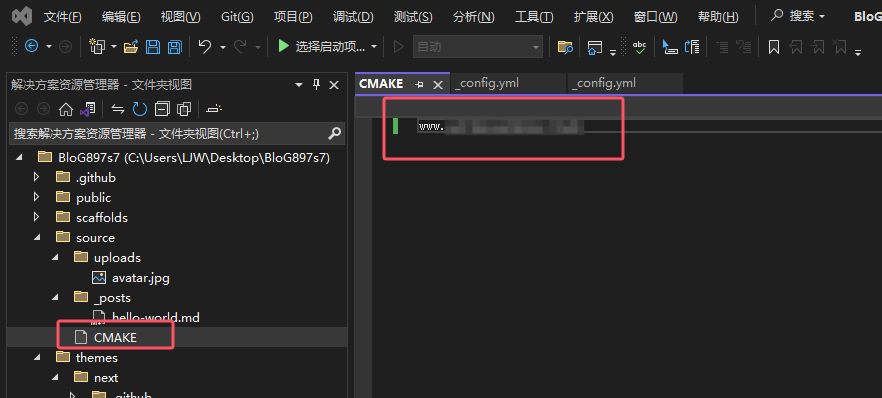 文件(F) 编辑(E) 视图(V) Git(G) 项目(P) 调试(D) 测试(S) 分析(N) 工具(T) 扩展(X) 窗口(W) 帮助(H) 搜索 BloG
选择启动项... 自动
解决方案资源管理器 - 文件夹视图
CMAKE _config.yml _config.yml
搜索解决方案资源管理器 - 文件夹视图(Ctrl+;)
www.
BloG897s7 (C:\Users\LJW\Desktop\BloG897s7)
.github
public
scaffolds
source
uploads
avatar.jpg
_posts
hello-world.md
CMAKE
themes
next
.github